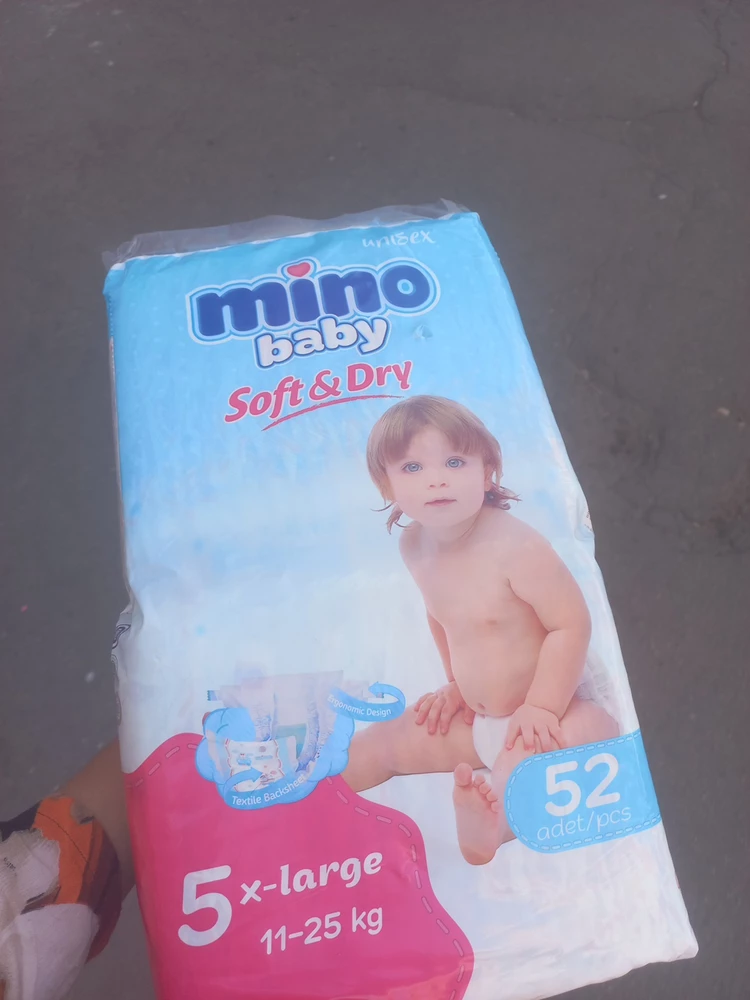 unisex
mino
baby
Soft & Dry
Ergonomic Design
Textile Backsheet
52
adet/pcs
5 x-large
11-25 kg